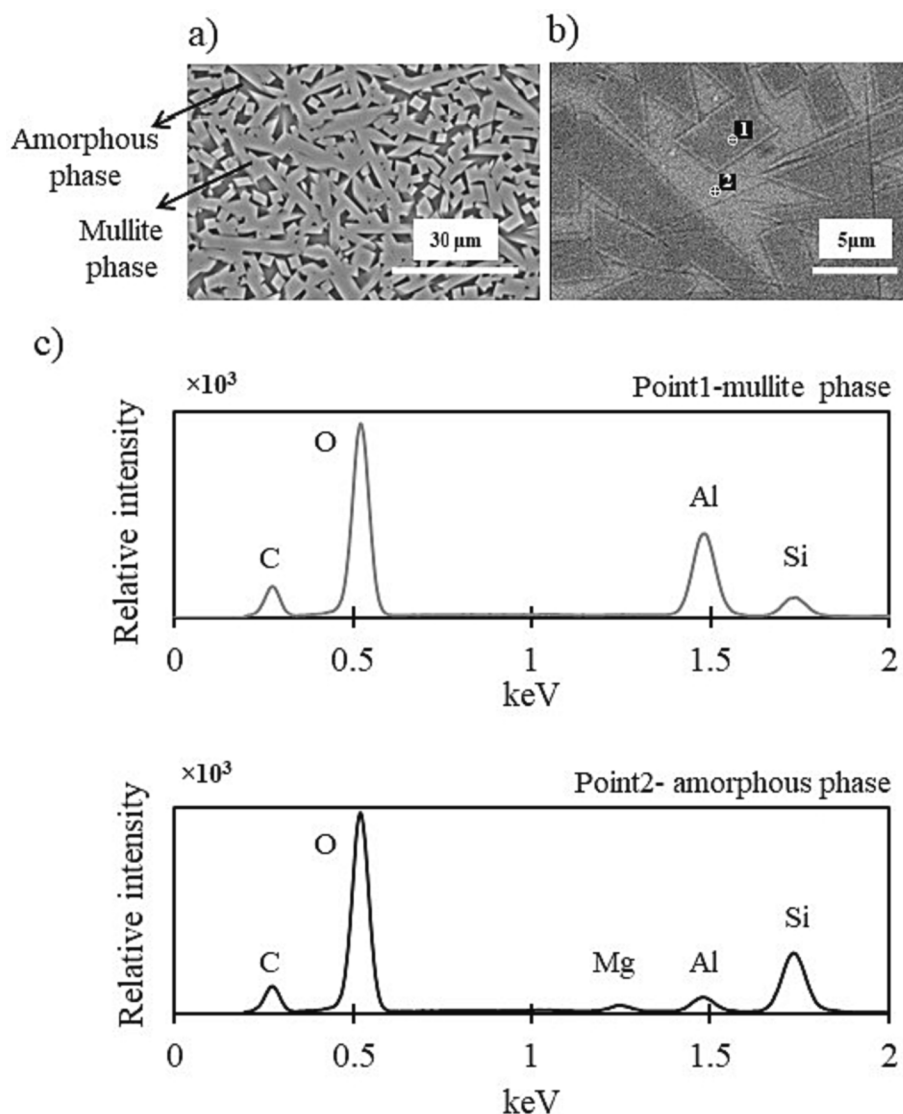 a)
b)
Amorphous
phase
Mullite
phase
30 µm
1
2
5µm
c)
×10³
Point1-mullite phase
Relative intensity
C
O
Al
Si
0
0.5
1
1.5
2
keV
×10³
Point2- amorphous phase
Relative intensity
C
O
Mg
Al
Si
0
0.5
1
1.5
2
keV